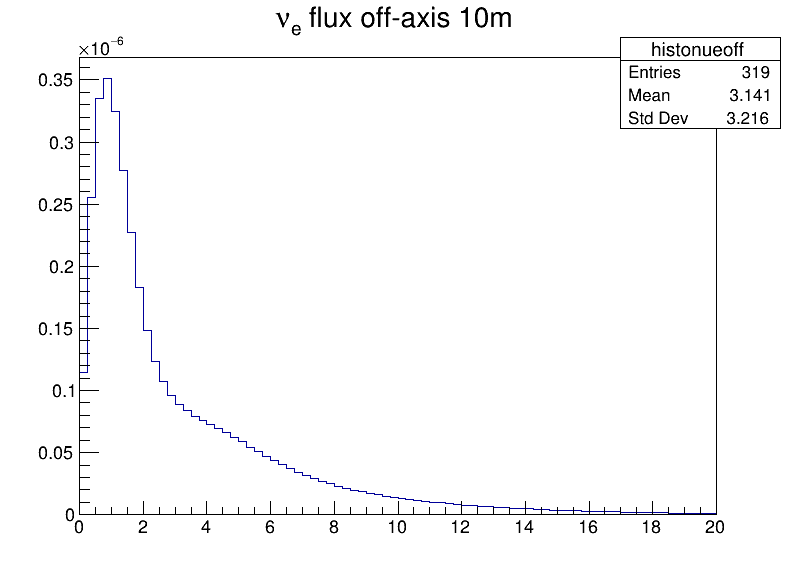 νe flux off-axis 10m
×10−6
histonueoff
Entries 319
Mean 3.141
Std Dev 3.216
0.35
0.3
0.25
0.2
0.15
0.1
0.05
0
0 2 4 6 8 10 12 14 16 18 20